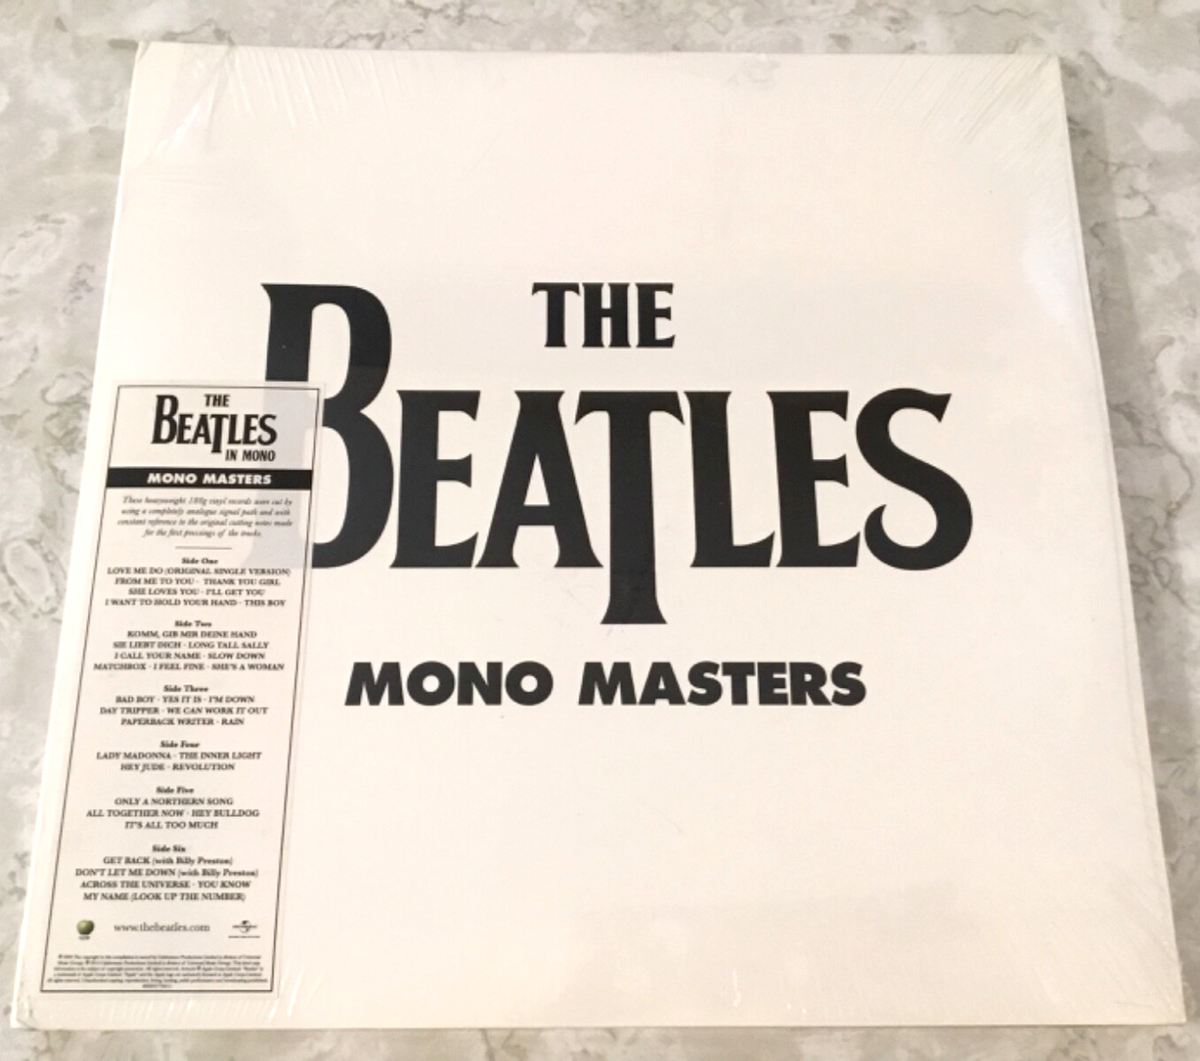 THE
BEATLES
MONO MASTERS
THE
BEATLES
IN MONO
MONO MASTERS
These heavyweight 180g vinyl records were cut by
using a completely analogue signal path and with
constant reference to the original cutting notes made
for the first pressings of the tracks.
Side One
LOVE ME DO (ORIGINAL SINGLE VERSION)
FROM ME TO YOU · THANK YOU GIRL
SHE LOVES YOU · I'LL GET YOU
I WANT TO HOLD YOUR HAND · THIS BOY
Side Two
KOMM, GIB MIR DEINE HAND
SIE LIEBT DICH · LONG TALL SALLY
I CALL YOUR NAME · SLOW DOWN
MATCHBOX · I FEEL FINE · SHE'S A WOMAN
Side Three
BAD BOY · YES IT IS · I'M DOWN
DAY TRIPPER · WE CAN WORK IT OUT
PAPERBACK WRITER · RAIN
Side Four
LADY MADONNA · THE INNER LIGHT
HEY JUDE · REVOLUTION
Side Five
ONLY A NORTHERN SONG
ALL TOGETHER NOW · HEY BULLDOG
IT'S ALL TOO MUCH
Side Six
GET BACK (with Billy Preston)
DON'T LET ME DOWN (with Billy Preston)
ACROSS THE UNIVERSE · YOU KNOW
MY NAME (LOOK UP THE NUMBER)
www.thebeatles.com